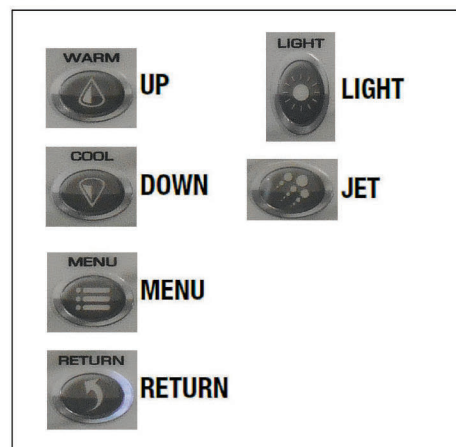 WARM
UP
COOL
DOWN
MENU
MENU
RETURN
RETURN
LIGHT
LIGHT
JET